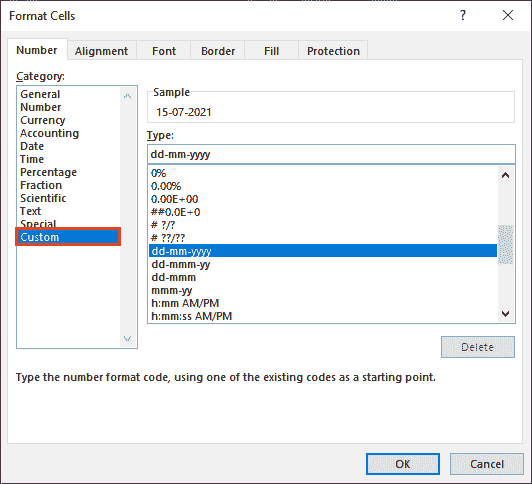 Format Cells
?
Number Alignment Font Border Fill Protection
Category:
General
Number
Currency
Accounting
Date
Time
Percentage
Fraction
Scientific
Text
Special
Custom
Sample
15-07-2021
Type:
dd-mm-yyyy
0%
0.00%
0.00E+00
##0.0E+0
# ?/?
# ??/??
dd-mm-yyyy
dd-mmm-yy
dd-mmm
mmm-yy
h:mm AM/PM
h:mm:ss AM/PM
Delete
Type the number format code, using one of the existing codes as a starting point.
OK Cancel